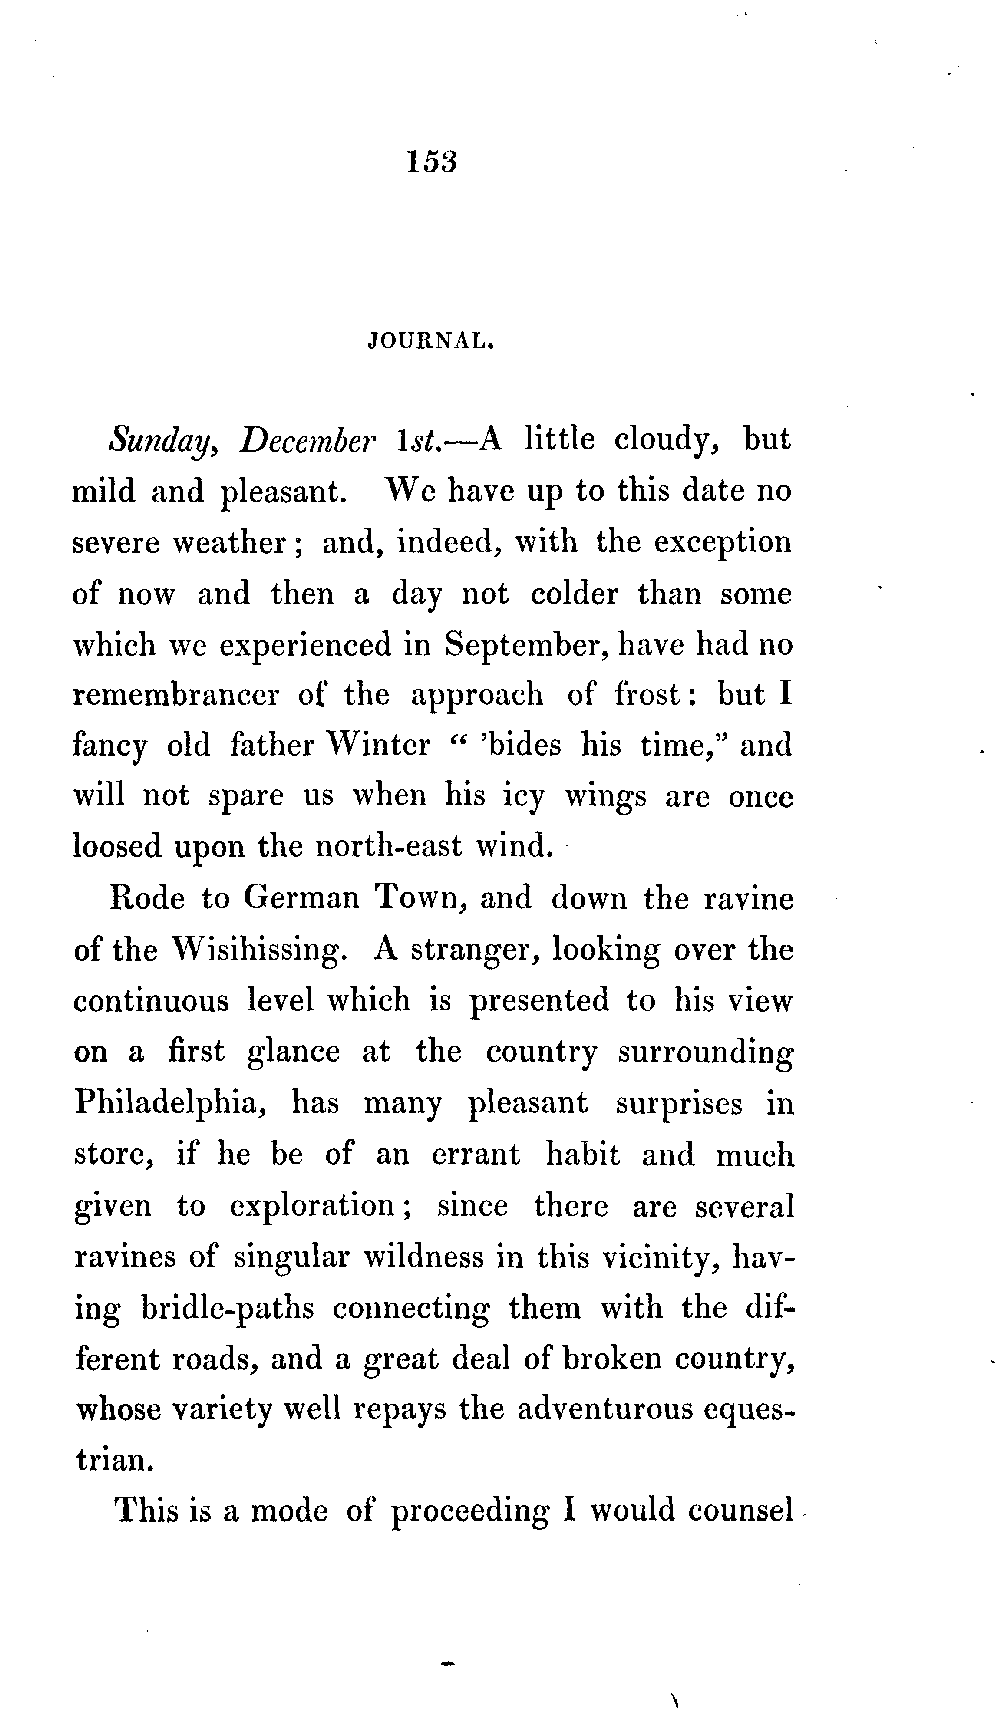 153
JOURNAL.
Sunday, December 1st.—A little cloudy, but
mild and pleasant. We have up to this date no
severe weather; and, indeed, with the exception
of now and then a day not colder than some
which we experienced in September, have had no
remembrancer of the approach of frost: but I
fancy old father Winter “ ’bides his time,” and
will not spare us when his icy wings are once
loosed upon the north-east wind.
Rode to German Town, and down the ravine
of the Wisihissing. A stranger, looking over the
continuous level which is presented to his view
on a first glance at the country surrounding
Philadelphia, has many pleasant surprises in
store, if he be of an errant habit and much
given to exploration; since there are several
ravines of singular wildness in this vicinity, hav-
ing bridle-paths connecting them with the dif-
ferent roads, and a great deal of broken country,
whose variety well repays the adventurous eques-
trian.
This is a mode of proceeding I would counsel